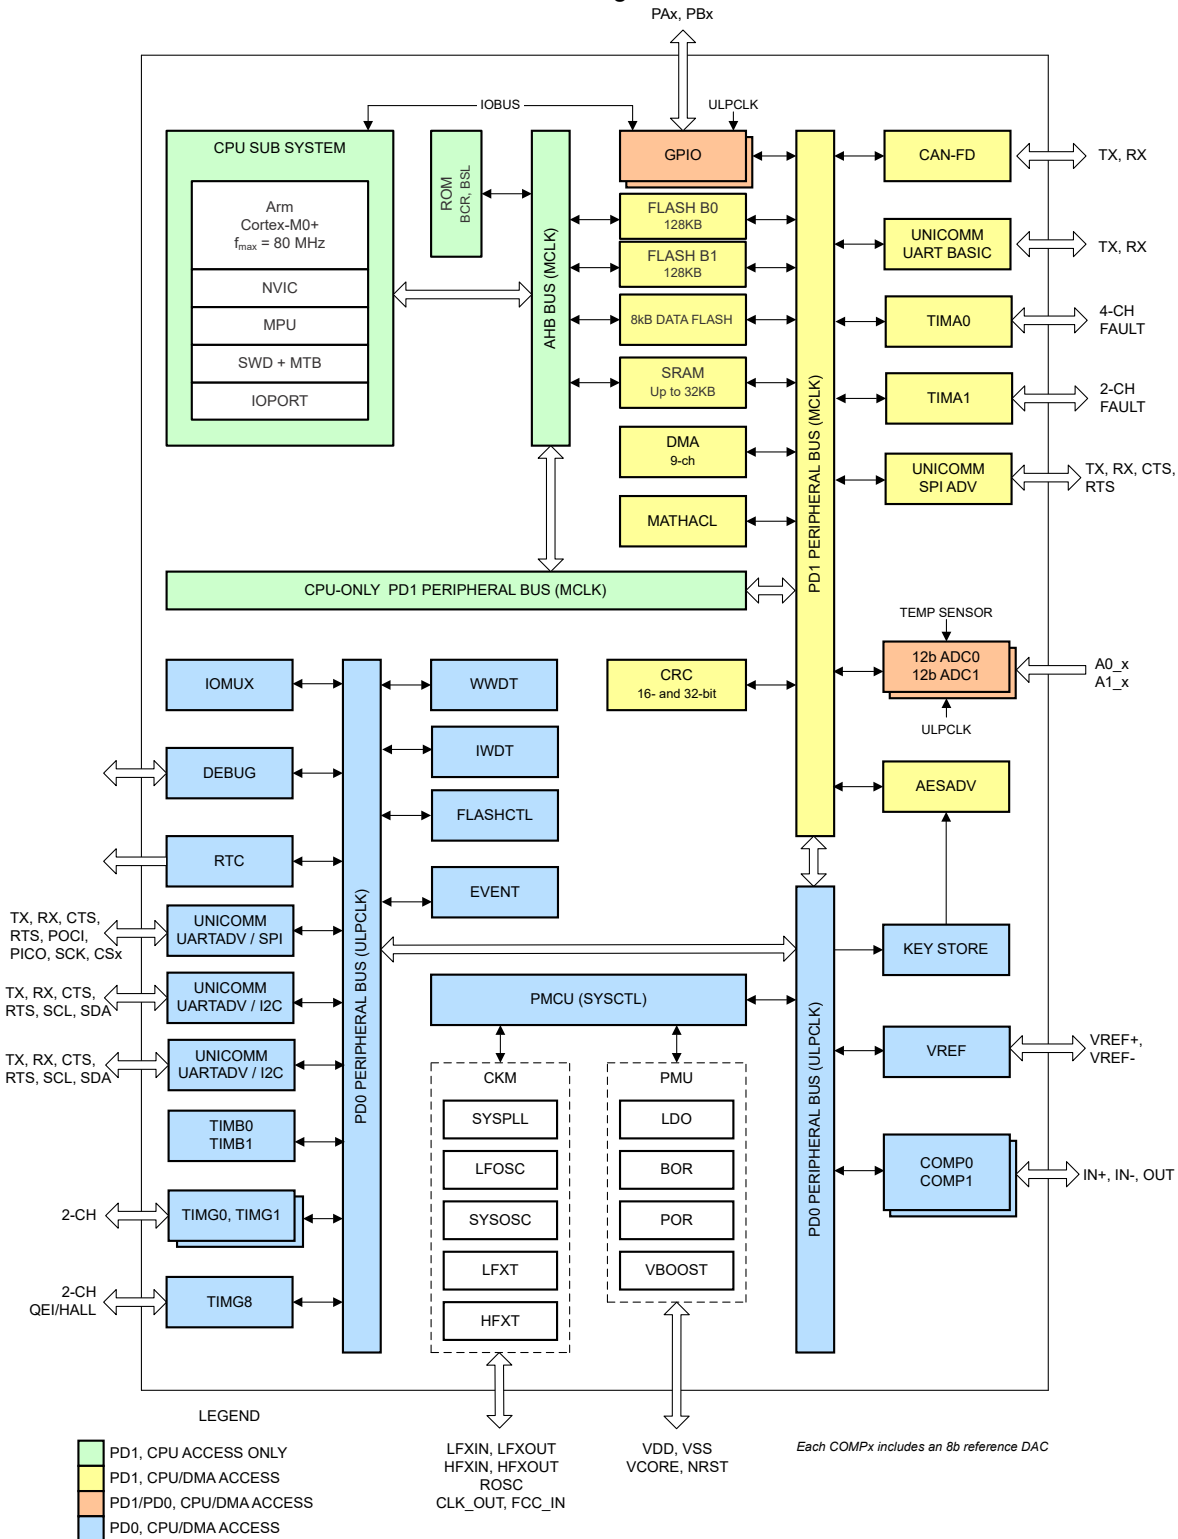 PAx, PBx
IOBUS
ULPCLK
CPU SUB SYSTEM
Arm
Cortex-M0+
fmax = 80 MHz
NVIC
MPU
SWD + MTB
IOPORT
ROM
BCR, BSL
AHB BUS (MCLK)
GPIO
FLASH B0
128KB
FLASH B1
128KB
8kB DATA FLASH
SRAM
Up to 32KB
DMA
9-ch
MATHACL
PD1 PERIPHERAL BUS (MCLK)
CAN-FD
TX, RX
UNICOMM
UART BASIC
TX, RX
TIMA0
4-CH
FAULT
TIMA1
2-CH
FAULT
UNICOMM
SPI ADV
TX, RX, CTS,
RTS
CPU-ONLY PD1 PERIPHERAL BUS (MCLK)
TEMP SENSOR
12b ADC0
12b ADC1
A0_x
A1_x
ULPCLK
CRC
16- and 32-bit
AESADV
IOMUX
DEBUG
RTC
TX, RX, CTS,
RTS, POCI,
PICO, SCK, CSx
UNICOMM
UARTADV / SPI
TX, RX, CTS,
RTS, SCL, SDA
UNICOMM
UARTADV / I2C
TX, RX, CTS,
RTS, SCL, SDA
UNICOMM
UARTADV / I2C
TIMB0
TIMB1
2-CH
TIMG0, TIMG1
2-CH
QEI/HALL
TIMG8
PD0 PERIPHERAL BUS (ULPCLK)
WWDT
IWDT
FLASHCTL
EVENT
PMCU (SYSCTL)
CKM
SYSPLL
LFOSC
SYSOSC
LFXT
HFXT
PMU
LDO
BOR
POR
VBOOST
PD0 PERIPHERAL BUS (ULPCLK)
KEY STORE
VREF
VREF+,
VREF-
COMP0
COMP1
IN+, IN-, OUT
LFXIN, LFXOUT
HFXIN, HFXOUT
ROSC
CLK_OUT, FCC_IN
VDD, VSS
VCORE, NRST
Each COMPx includes an 8b reference DAC
LEGEND
PD1, CPU ACCESS ONLY
PD1, CPU/DMA ACCESS
PD1/PD0, CPU/DMA ACCESS
PD0, CPU/DMA ACCESS